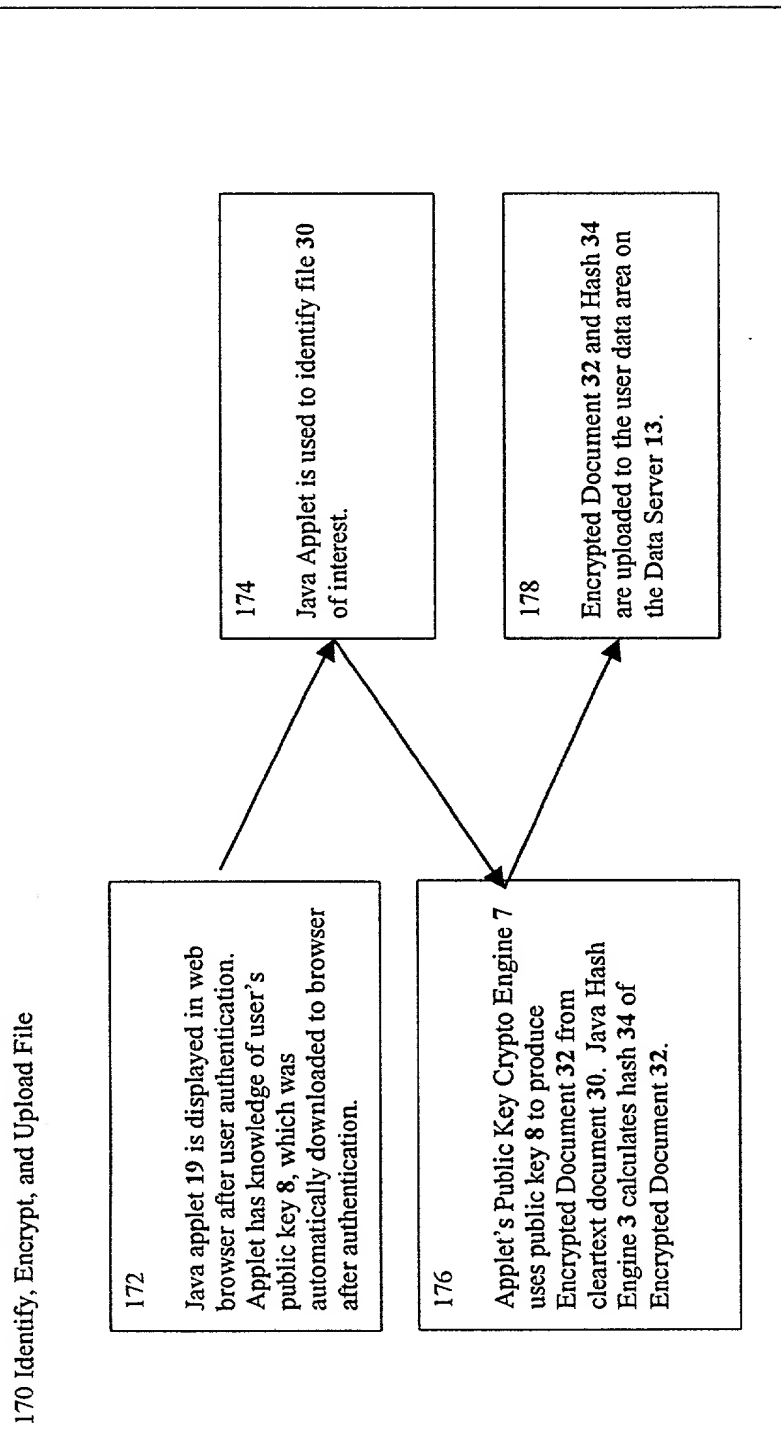 170 Identify, Encrypt, and Upload File
172
Java applet 19 is displayed in web
browser after user authentication.
Applet has knowledge of user's
public key 8, which was
automatically downloaded to browser
after authentication.
174
Java Applet is used to identify file 30
of interest.
176
Applet's Public Key Crypto Engine 7
uses public key 8 to produce
Encrypted Document 32 from
cleartext document 30. Java Hash
Engine 3 calculates hash 34 of
Encrypted Document 32.
178
Encrypted Document 32 and Hash 34
are uploaded to the user data area on
the Data Server 13.